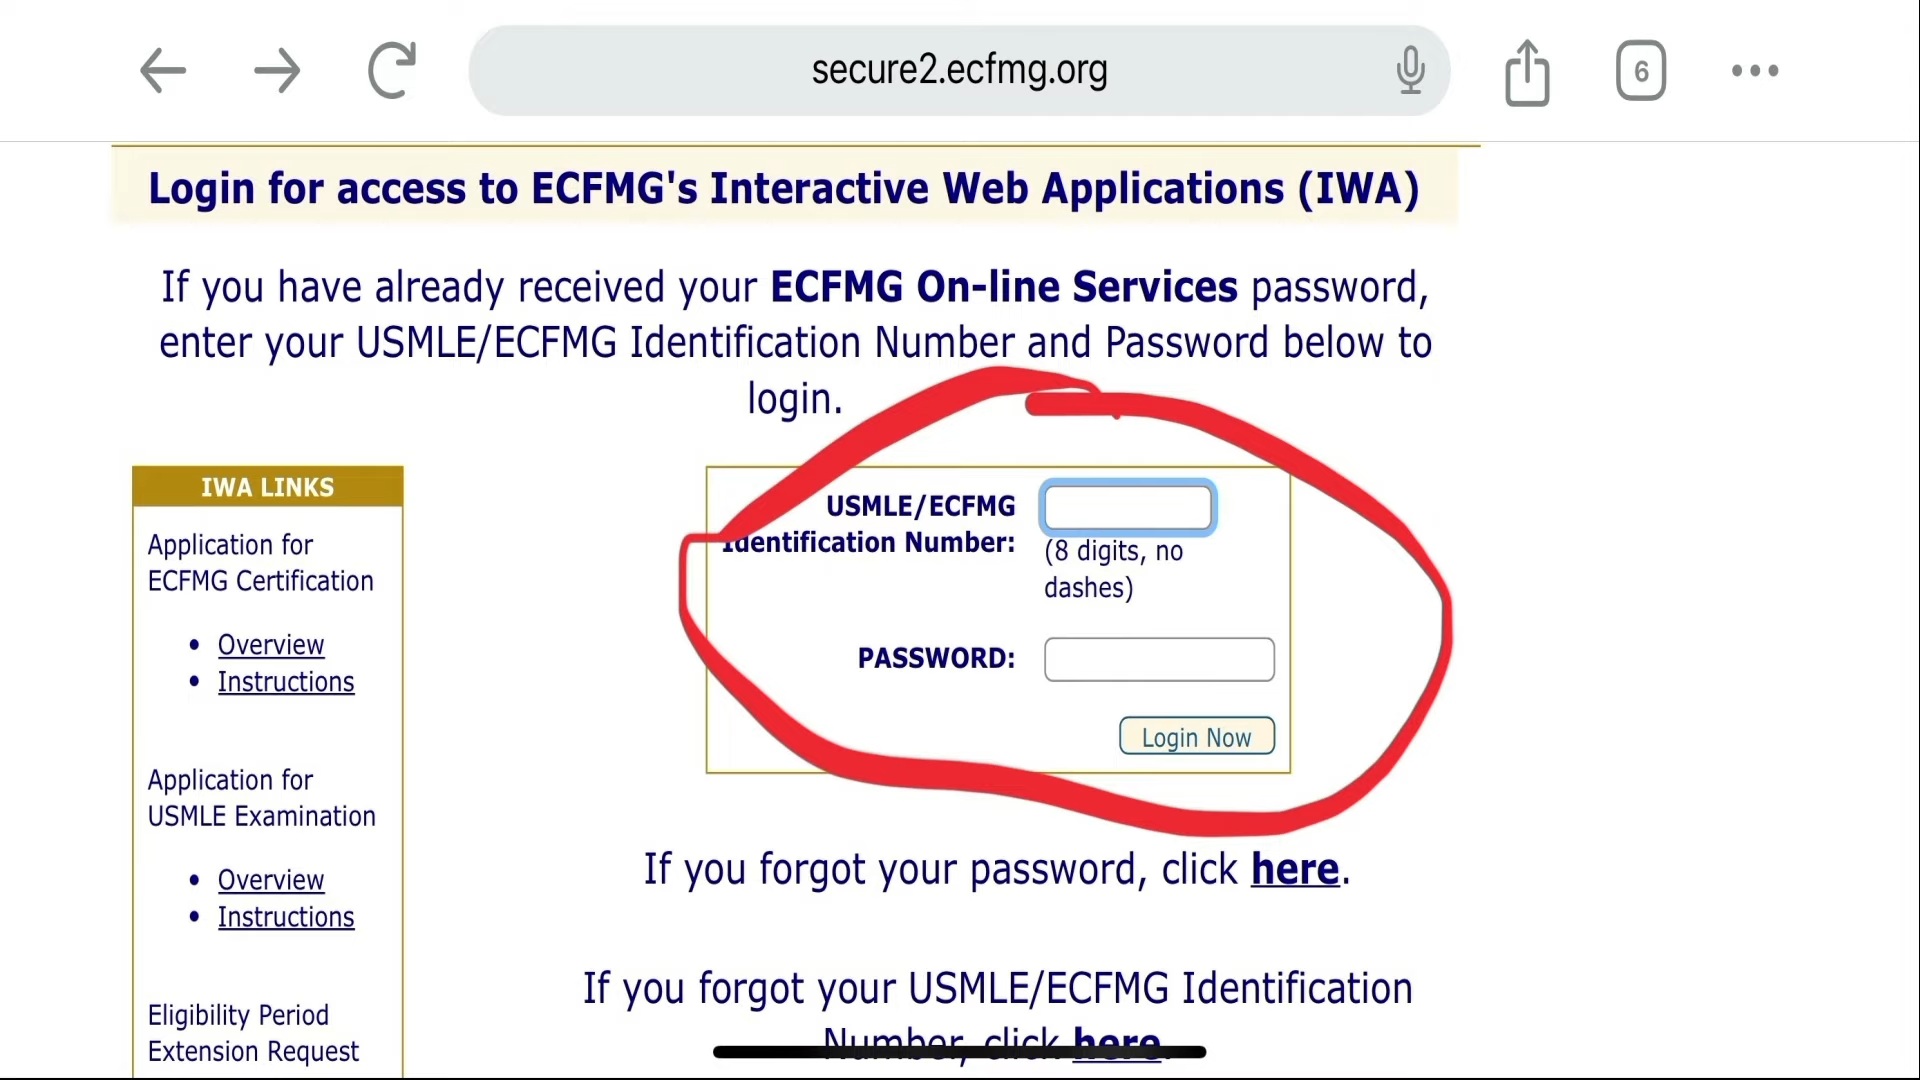 secure2.ecfmg.org
6
Login for access to ECFMG's Interactive Web Applications (IWA)
If you have already received your ECFMG On-line Services password,
enter your USMLE/ECFMG Identification Number and Password below to
login.
IWA LINKS
Application for
ECFMG Certification
• Overview
• Instructions
Application for
USMLE Examination
• Overview
• Instructions
Eligibility Period
Extension Request
USMLE/ECFMG
Identification Number:
(8 digits, no
dashes)
PASSWORD:
Login Now
If you forgot your password, click here.
If you forgot your USMLE/ECFMG Identification
Number, click here.